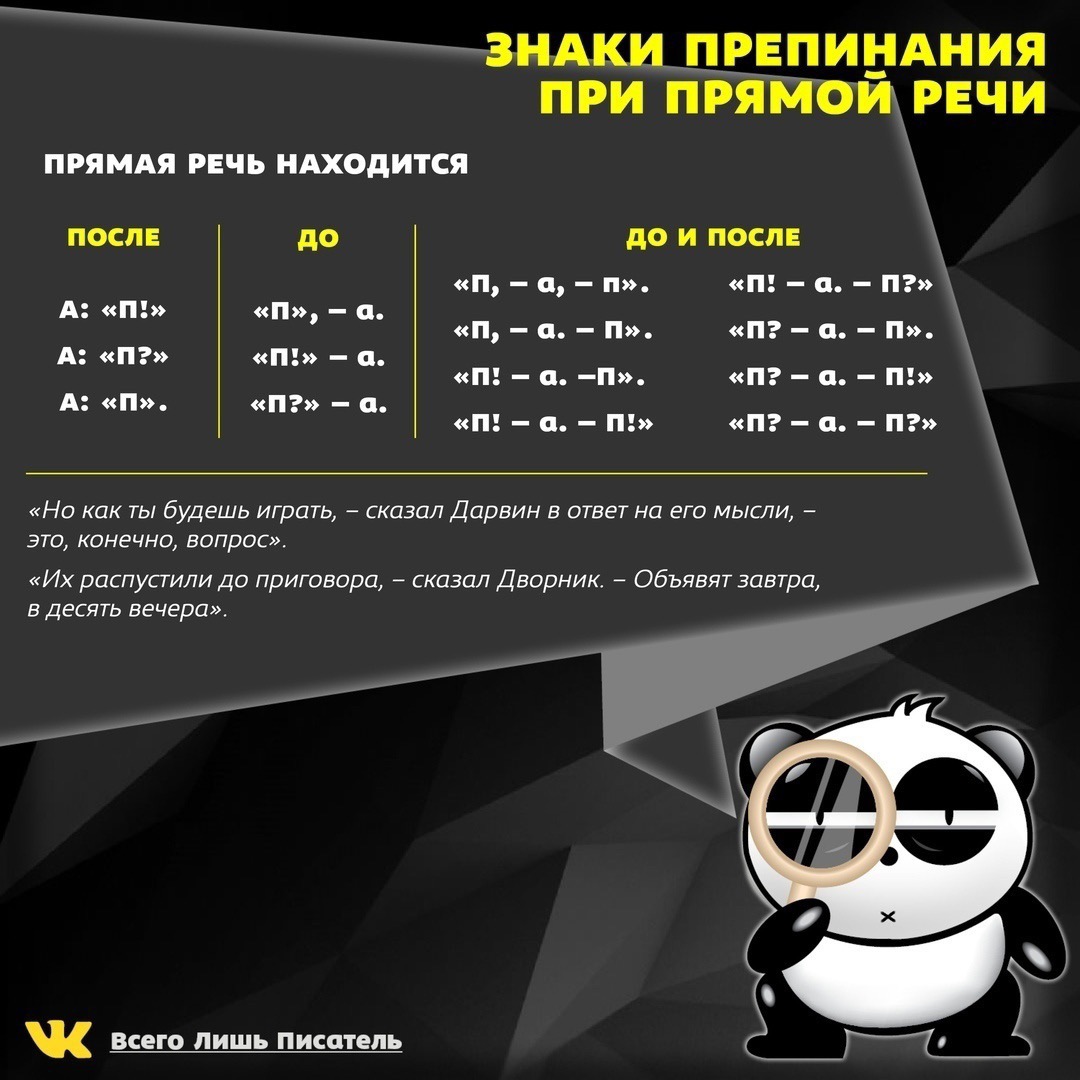 ЗНАКИ ПРЕПИНАНИЯ
ПРИ ПРЯМОЙ РЕЧИ
ПРЯМАЯ РЕЧЬ НАХОДИТСЯ
ПОСЛЕ
А: «П!»
А: «П?»
А: «П».
ДО
«П», – а.
«П!» – а.
«П?» – а.
ДО И ПОСЛЕ
«П, – а, – п».
«П, – а. – П».
«П! – а. –П».
«П! – а. – П!»
«П! – а. – П?»
«П? – а. – П».
«П? – а. – П!»
«П? – а. – П?»
«Но как ты будешь играть, – сказал Дарвин в ответ на его мысли, –
это, конечно, вопрос».
«Их распустили до приговора, – сказал Дворник. – Объявят завтра,
в десять вечера».
Всего Лишь Писатель